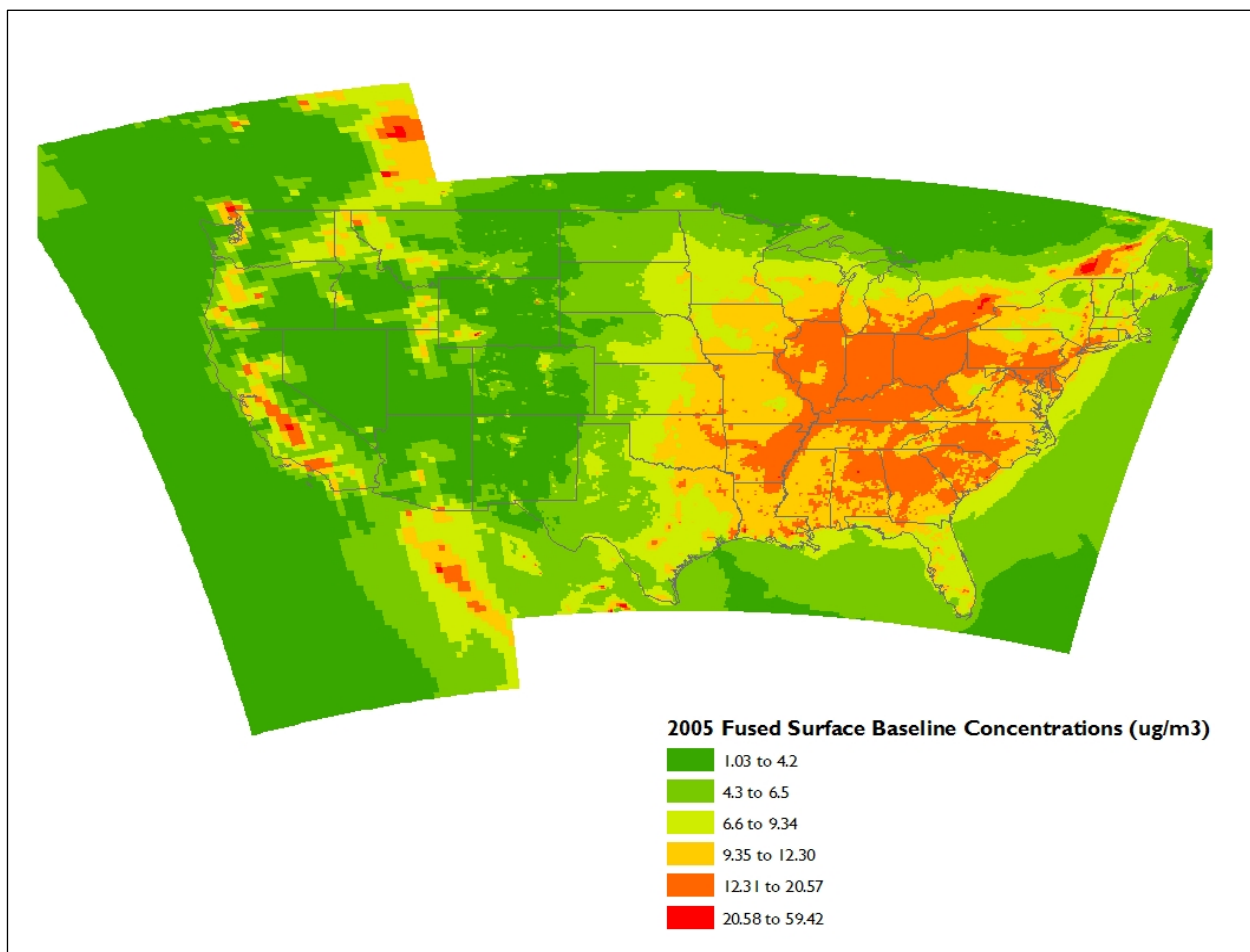 2005 Fused Surface Baseline Concentrations (ug/m3)
1.03 to 4.2
4.3 to 6.5
6.6 to 9.34
9.35 to 12.30
12.31 to 20.57
20.58 to 59.42